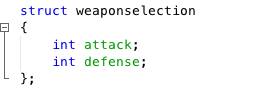 struct weaponselection
{
    int attack;
    int defense;
};